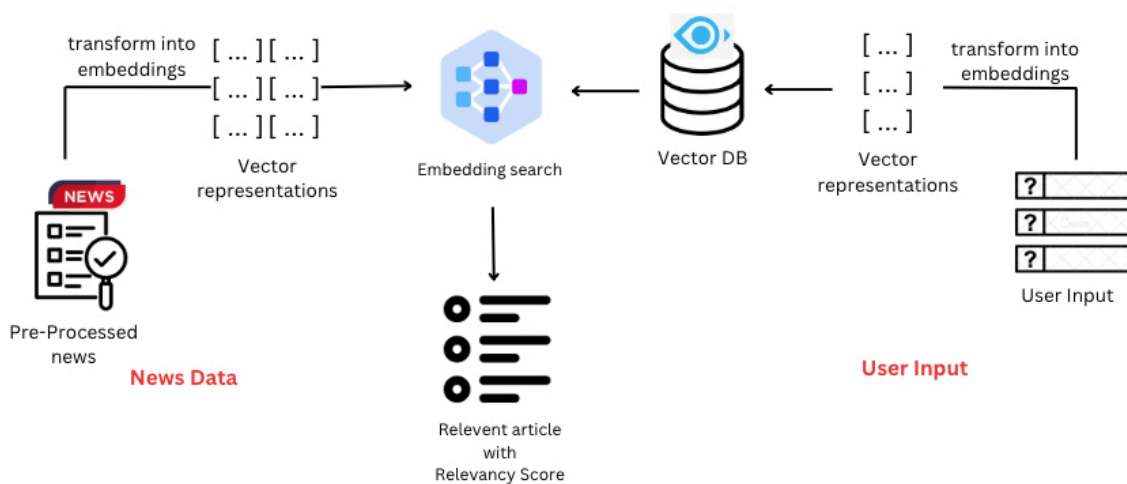 transform into
embeddings
[ ... ] [ ... ]
[ ... ] [ ... ]
[ ... ] [ ... ]
Vector
representations
NEWS
Pre-Processed
news
News Data
Embedding search
Relevent article
with
Relevancy Score
Vector DB
[ ... ]
[ ... ]
[ ... ]
Vector
representations
transform into
embeddings
?
?
?
User Input
User Input